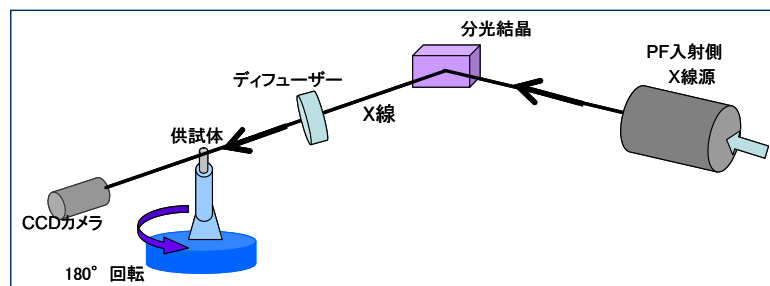 分光結晶
PF入射側
X線源
ディフューザー
X線
供試体
CCDカメラ
180°回転